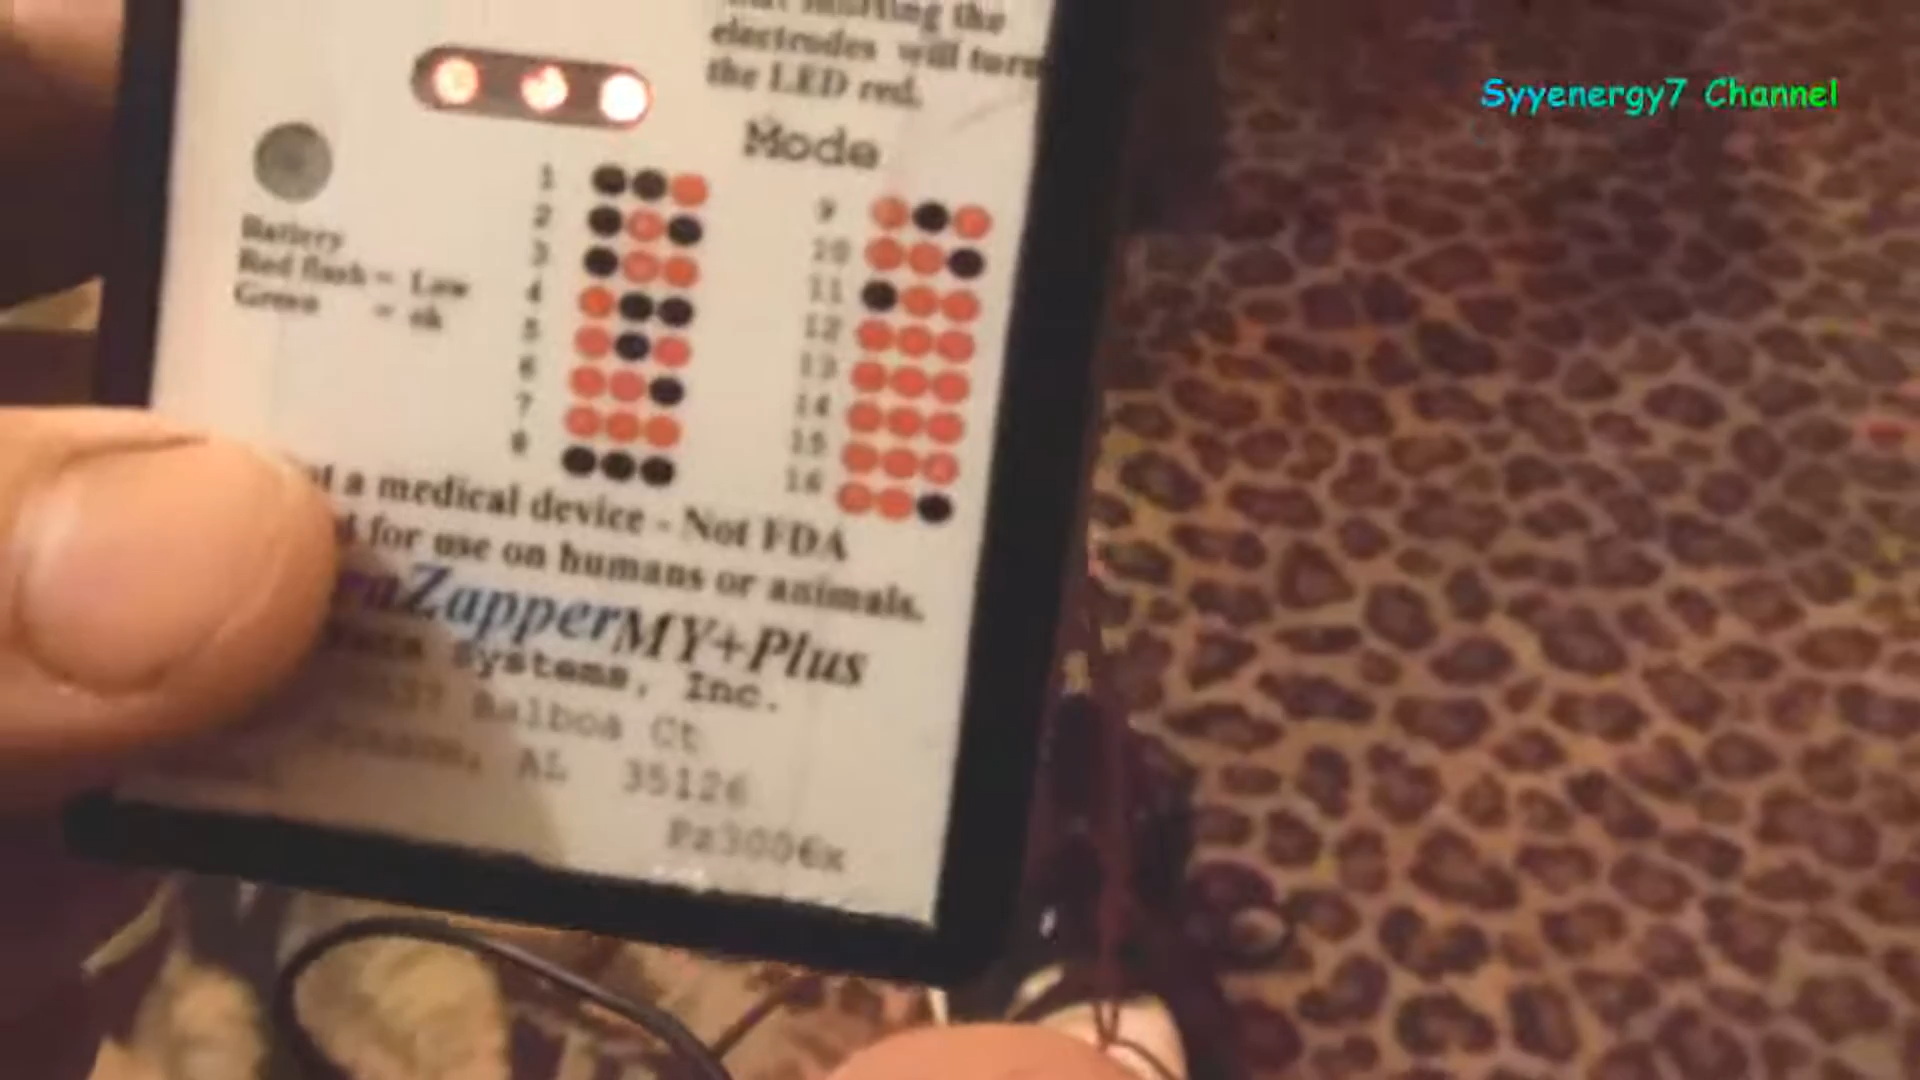 the
electrodes will turn
the LED red.
Syyenergy7 Channel
Mode
Battery
Red flash = Low
Green = ok
1
2
3
4
5
6
7
8
9
10
11
12
13
14
15
16
a medical device - Not FDA
for use on humans or animals.
ZapperMY+Plus
Systems, Inc.
Balboa Ct
AL 35126